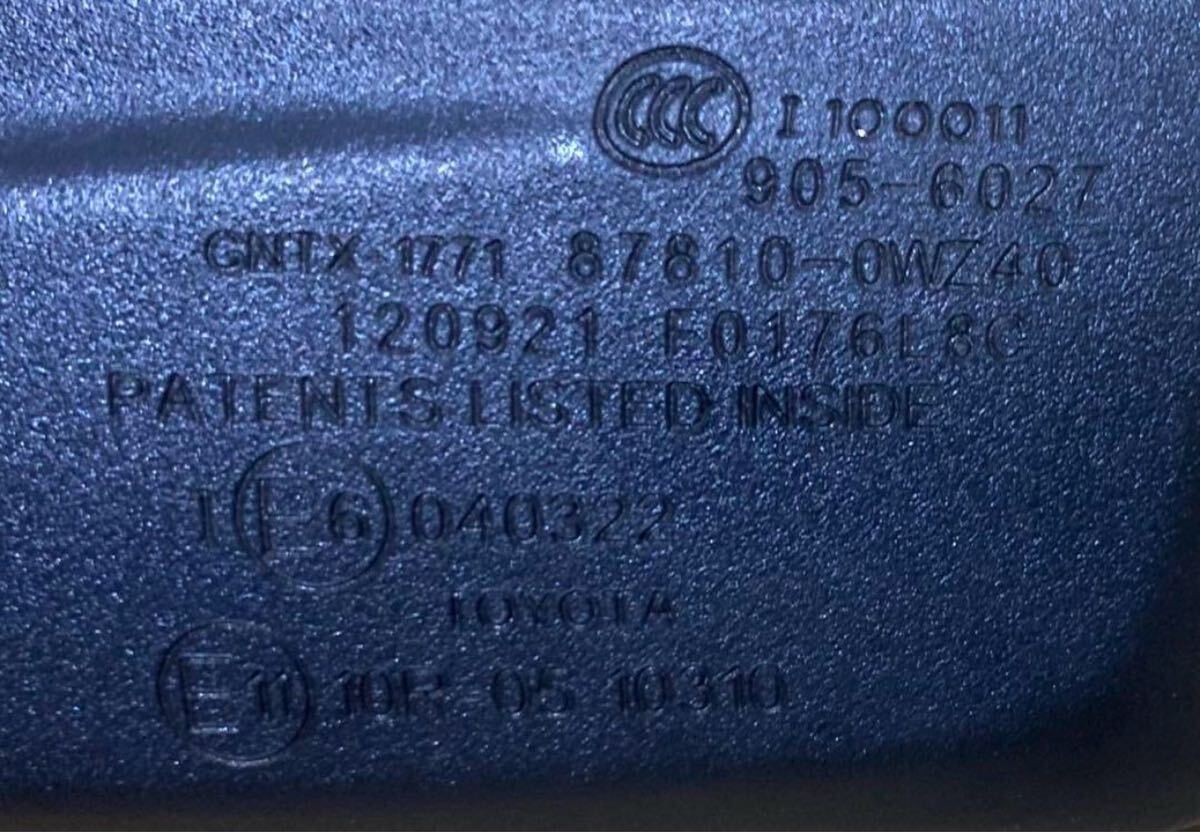 CCC I 100011
905-6027
GNTX-1771 87810-0WZ40
120921 F0176L8C
PATENTS LISTED INSIDE
I E6 040322
TOYOTA
E11 10R-05 10310